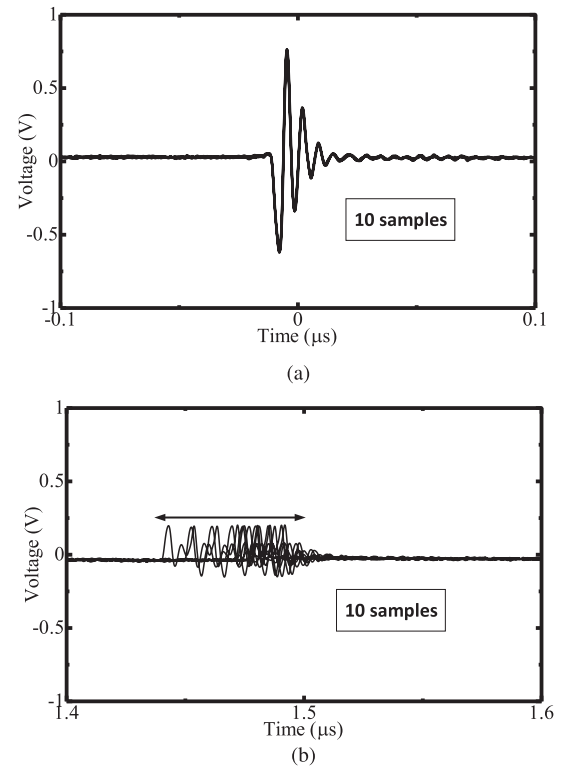 1
0.5
0
-0.5
-1
Voltage (V)
10 samples
-0.1 0 0.1
Time (μs)
(a)
1
0.5
0
-0.5
-1
Voltage (V)
10 samples
1.4 1.5 1.6
Time (μs)
(b)